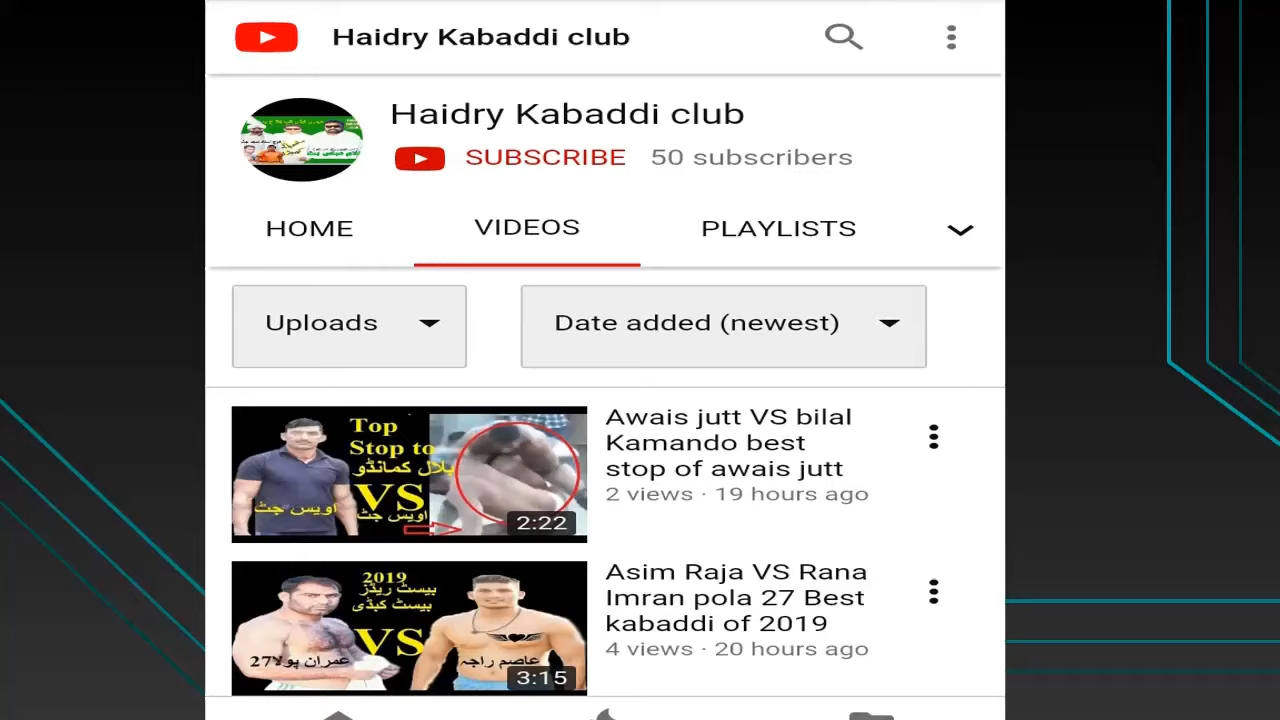 Haidry Kabaddi club
Haidry Kabaddi club
SUBSCRIBE 50 subscribers
HOME VIDEOS PLAYLISTS
Uploads Date added (newest)
Top
Stop to
بلال کمانڈو
VS
اویس جٹ
اویس جٹ
2:22
Awais jutt VS bilal
Kamando best
stop of awais jutt
2 views · 19 hours ago
2019
بیسٹ ریڈز
بیسٹ کبڈی
VS
عمران پولا27
عاصم راجہ
3:15
Asim Raja VS Rana
Imran pola 27 Best
kabaddi of 2019
4 views · 20 hours ago